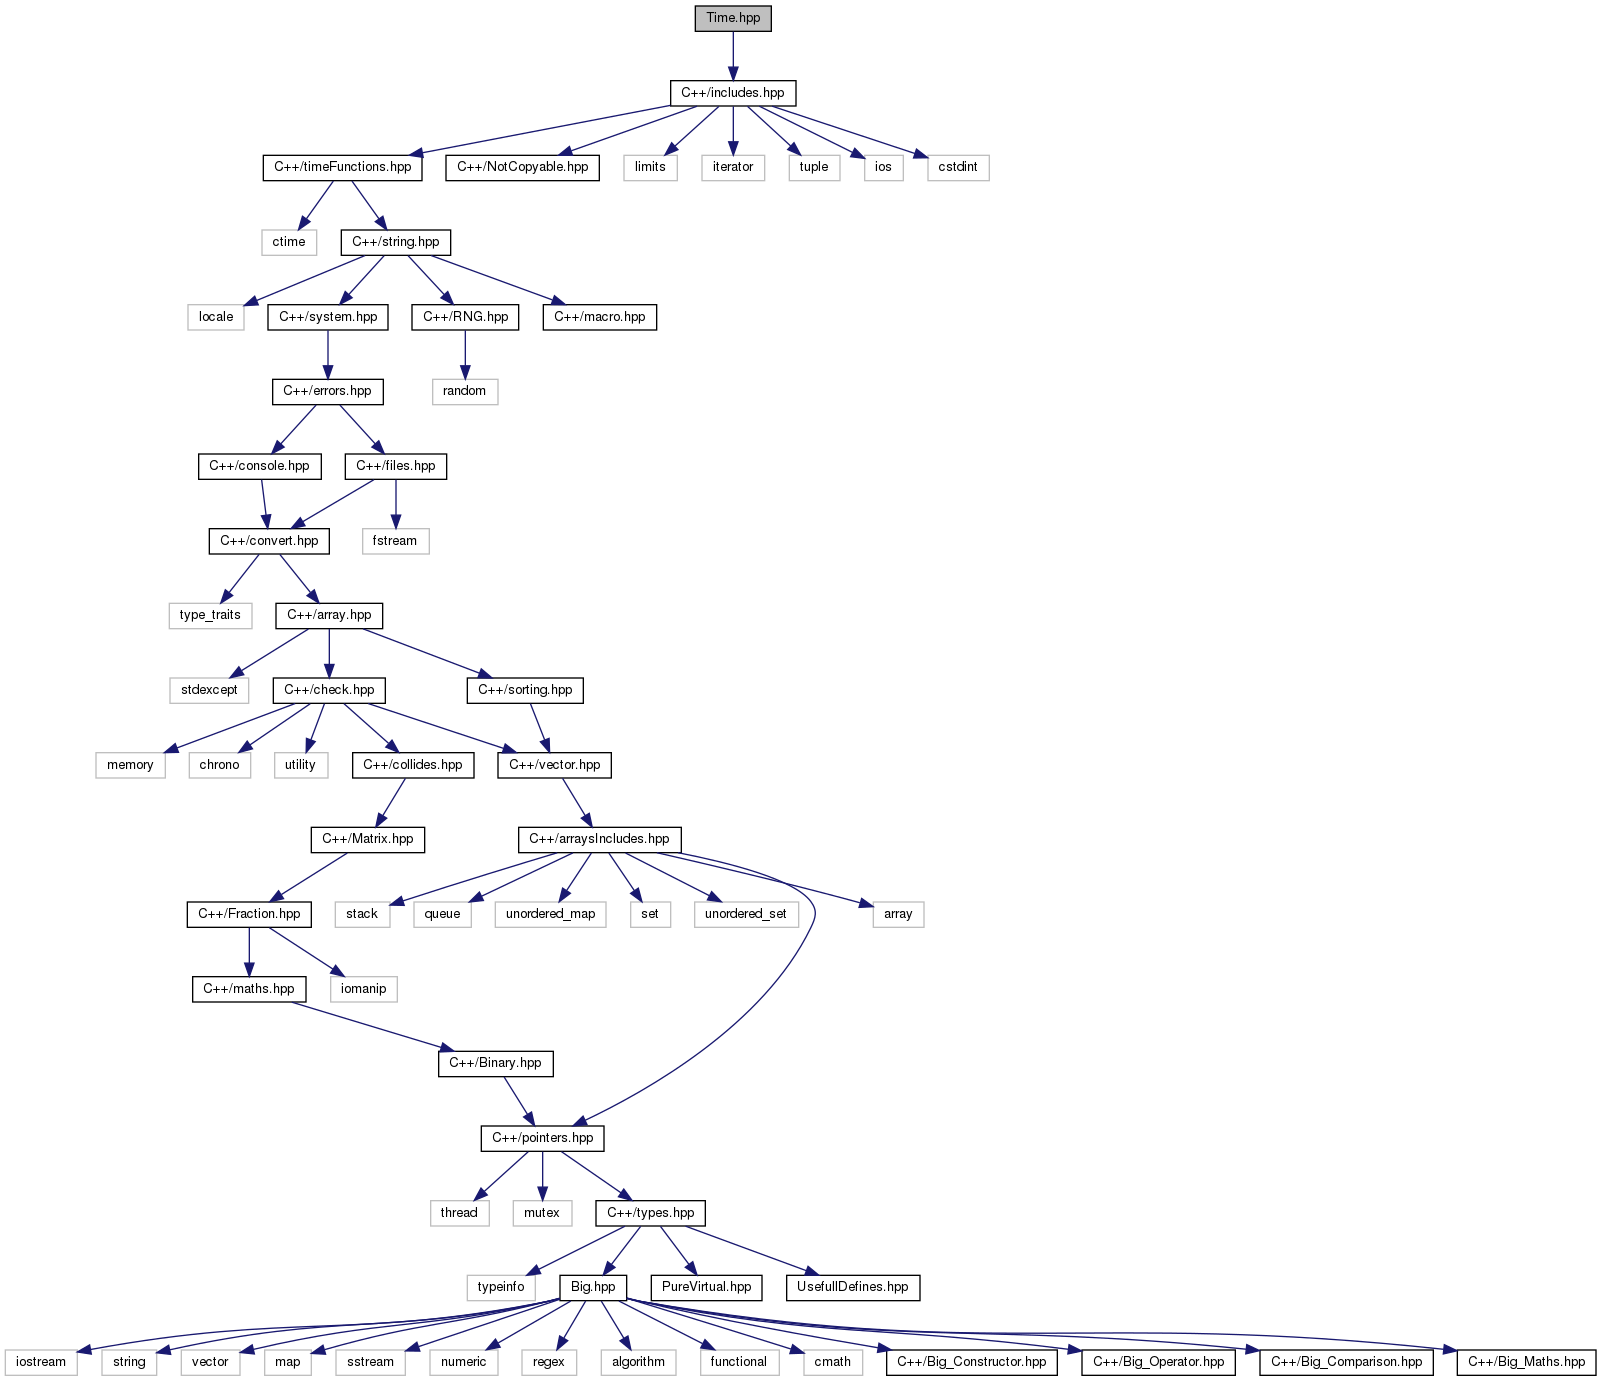 Time.hpp
C++/includes.hpp
C++/timeFunctions.hpp
C++/NotCopyable.hpp
limits
iterator
tuple
ios
cstdint
ctime
C++/string.hpp
locale
C++/system.hpp
C++/RNG.hpp
C++/macro.hpp
C++/errors.hpp
random
C++/console.hpp
C++/files.hpp
C++/convert.hpp
fstream
type_traits
C++/array.hpp
stdexcept
C++/check.hpp
C++/sorting.hpp
memory
chrono
utility
C++/collides.hpp
C++/vector.hpp
C++/Matrix.hpp
C++/arraysIncludes.hpp
C++/Fraction.hpp
stack
queue
unordered_map
set
unordered_set
array
C++/maths.hpp
iomanip
C++/Binary.hpp
C++/pointers.hpp
thread
mutex
C++/types.hpp
typeinfo
Big.hpp
PureVirtual.hpp
UsefullDefines.hpp
iostream
string
vector
map
sstream
numeric
regex
algorithm
functional
cmath
C++/Big_Constructor.hpp
C++/Big_Operator.hpp
C++/Big_Comparison.hpp
C++/Big_Maths.hpp